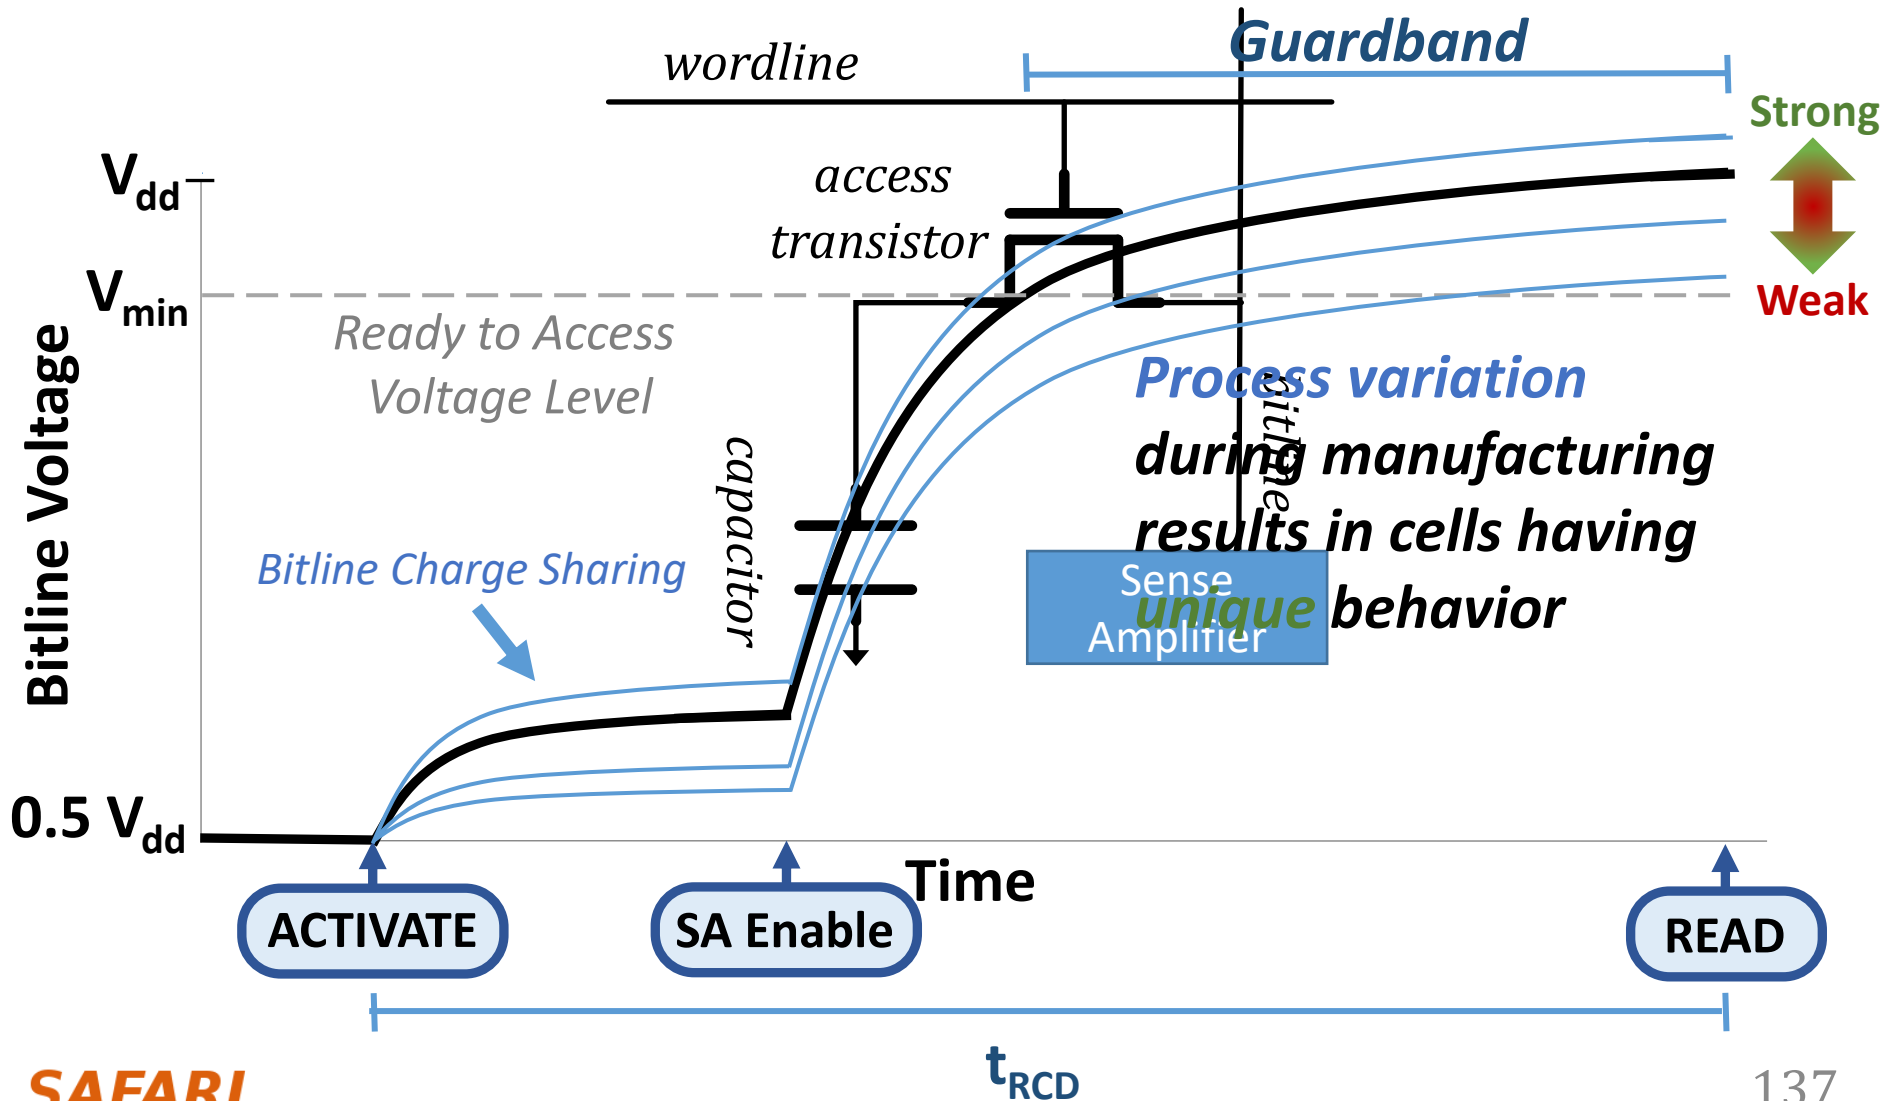 Guardband
wordline
Strong
access
transistor
Vdd
Vmin
Weak
Ready to Access
Voltage Level
Bitline Voltage
capacitor
bitline
Process variation
during manufacturing
results in cells having
unique behavior
Bitline Charge Sharing
Sense
Amplifier
0.5 Vdd
Time
ACTIVATE
SA Enable
READ
tRCD
SAFARI
137